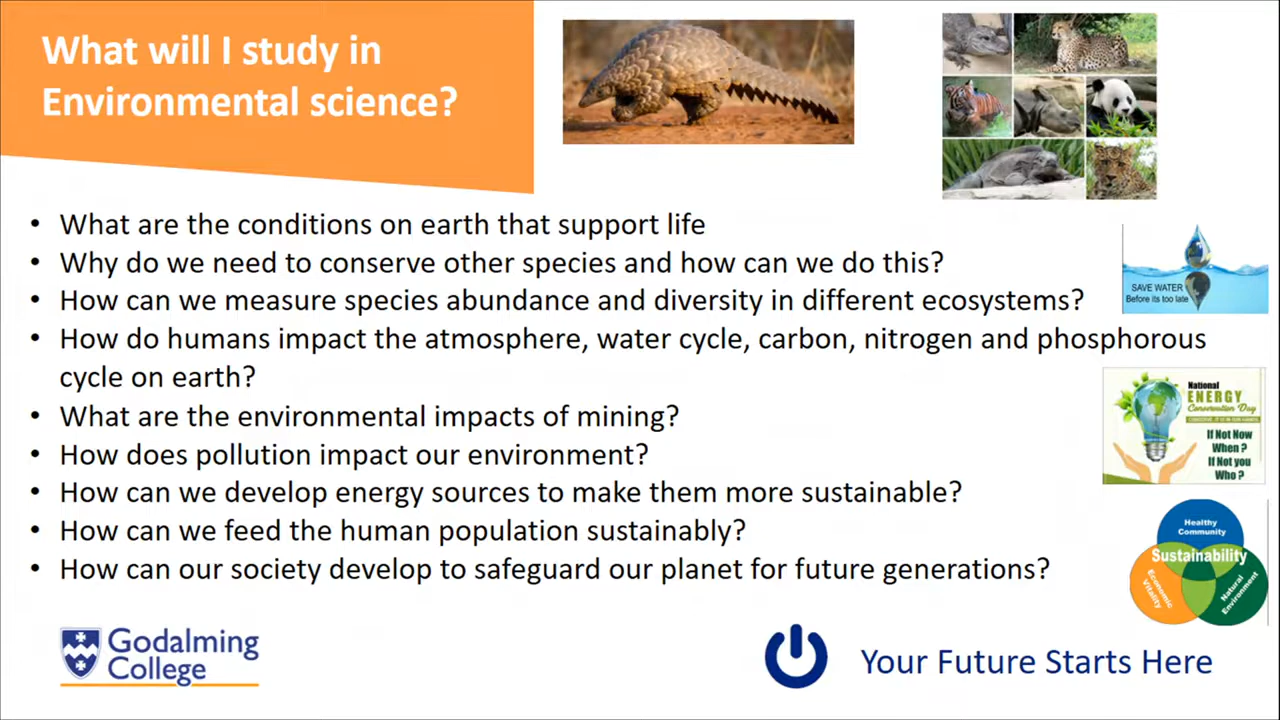 What will I study in
Environmental science?
• What are the conditions on earth that support life
• Why do we need to conserve other species and how can we do this?
• How can we measure species abundance and diversity in different ecosystems?
• How do humans impact the atmosphere, water cycle, carbon, nitrogen and phosphorous
cycle on earth?
• What are the environmental impacts of mining?
• How does pollution impact our environment?
• How can we develop energy sources to make them more sustainable?
• How can we feed the human population sustainably?
• How can our society develop to safeguard our planet for future generations?
SAVE WATER
Before its too late
National
ENERGY
Conservation Day
If Not Now
When ?
If Not you
Who ?
Healthy
Community
Sustainability
Economic
Vitality
Natural
Environment
Godalming
College
Your Future Starts Here